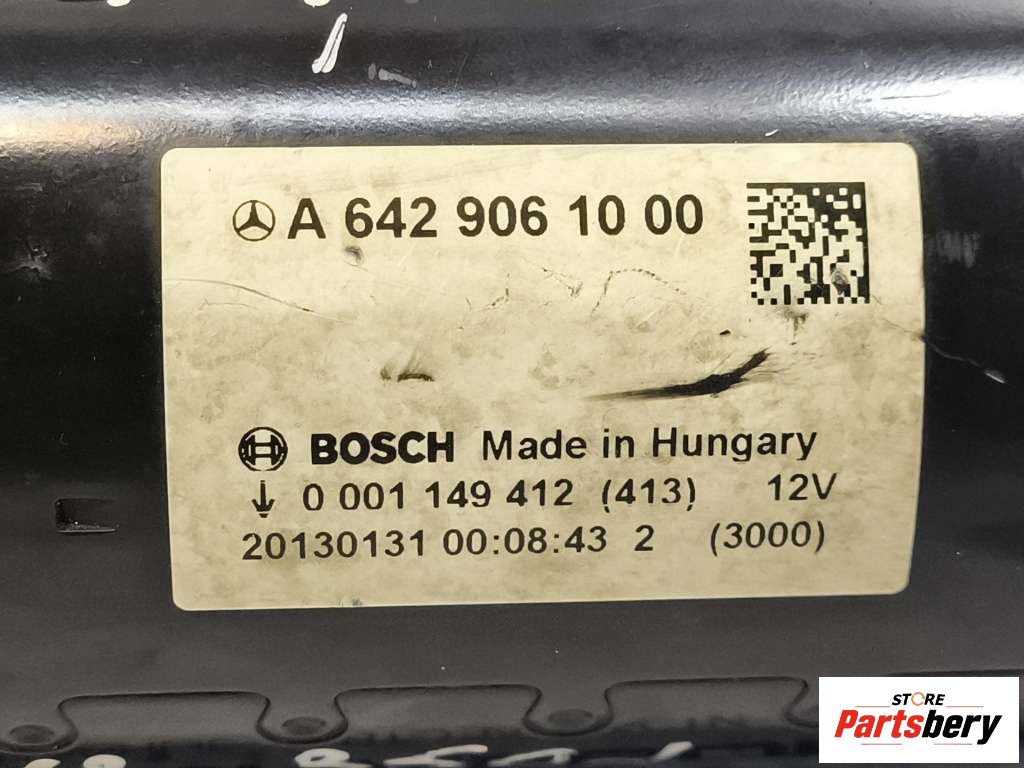 A 642 906 10 00
BOSCH Made in Hungary
0 001 149 412 (413) 12V
20130131 00:08:43 2 (3000)
STORE
Partsbery